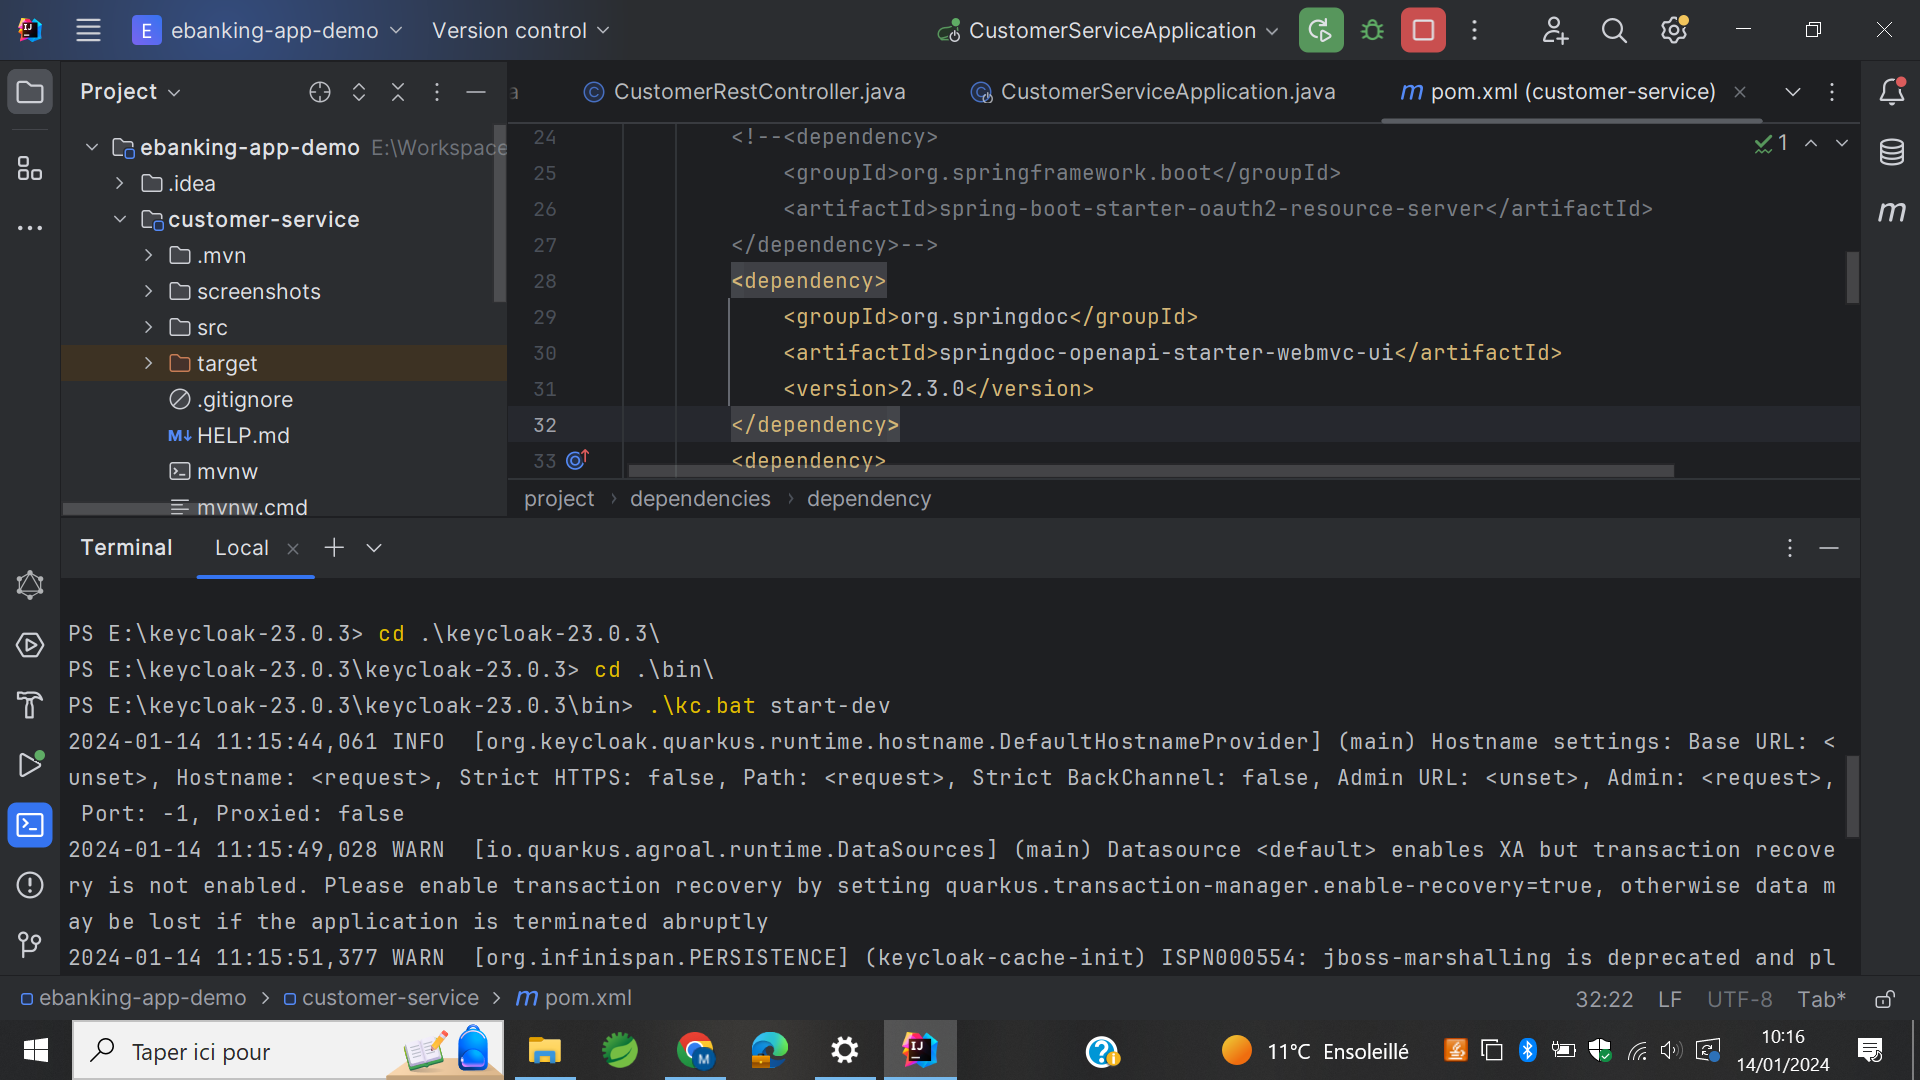 E ebanking-app-demo Version control CustomerServiceApplication
Project
a CustomerRestController.java CustomerServiceApplication.java m pom.xml (customer-service)
ebanking-app-demo E:\Workspace
.idea
customer-service
.mvn
screenshots
src
target
.gitignore
M↓ HELP.md
mvnw
mvnw.cmd
1
24 <!--<dependency>
25 <groupId>org.springframework.boot</groupId>
26 <artifactId>spring-boot-starter-oauth2-resource-server</artifactId>
27 </dependency>-->
28 <dependency>
29 <groupId>org.springdoc</groupId>
30 <artifactId>springdoc-openapi-starter-webmvc-ui</artifactId>
31 <version>2.3.0</version>
32 </dependency>
33 <dependency>
project › dependencies › dependency
m
Terminal Local
PS E:\keycloak-23.0.3> cd .\keycloak-23.0.3\
PS E:\keycloak-23.0.3\keycloak-23.0.3> cd .\bin\
PS E:\keycloak-23.0.3\keycloak-23.0.3\bin> .\kc.bat start-dev
2024-01-14 11:15:44,061 INFO  [org.keycloak.quarkus.runtime.hostname.DefaultHostnameProvider] (main) Hostname settings: Base URL: <
unset>, Hostname: <request>, Strict HTTPS: false, Path: <request>, Strict BackChannel: false, Admin URL: <unset>, Admin: <request>,
Port: -1, Proxied: false
2024-01-14 11:15:49,028 WARN  [io.quarkus.agroal.runtime.DataSources] (main) Datasource <default> enables XA but transaction recove
ry is not enabled. Please enable transaction recovery by setting quarkus.transaction-manager.enable-recovery=true, otherwise data m
ay be lost if the application is terminated abruptly
2024-01-14 11:15:51,377 WARN  [org.infinispan.PERSISTENCE] (keycloak-cache-init) ISPN000554: jboss-marshalling is deprecated and pl
ebanking-app-demo > customer-service > m pom.xml 32:22 LF UTF-8 Tab*
Taper ici pour
11°C Ensoleillé
10:16
14/01/2024